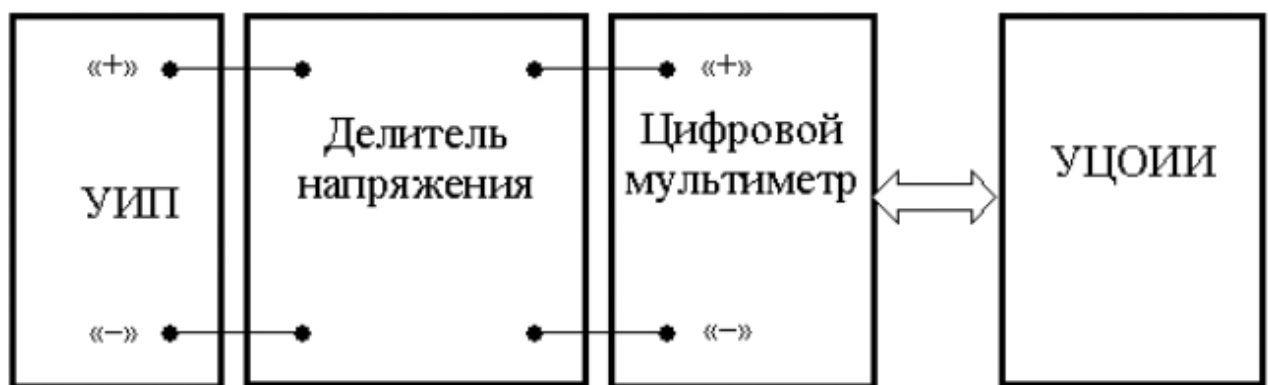 «+»
«+»
Делитель
напряжения
Цифровой
мультиметр
УЦОИИ
УИП
«−»
«−»